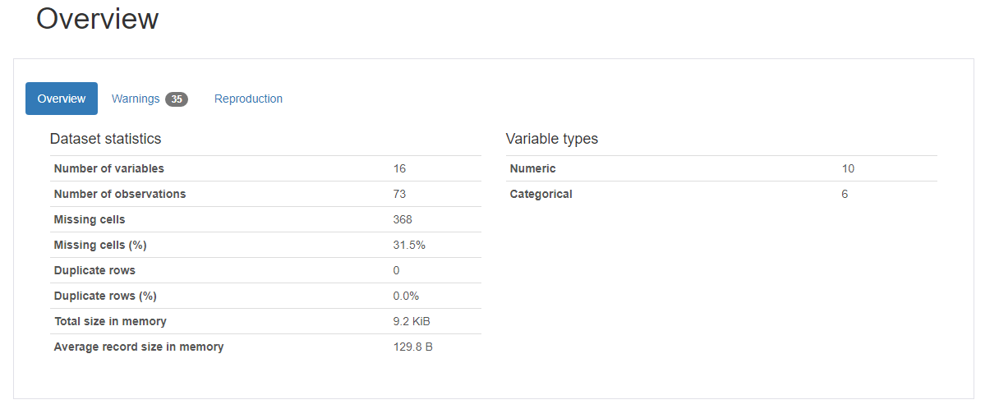 Overview
Overview Warnings 35 Reproduction
Dataset statistics
Number of variables 16
Number of observations 73
Missing cells 368
Missing cells (%) 31.5%
Duplicate rows 0
Duplicate rows (%) 0.0%
Total size in memory 9.2 KiB
Average record size in memory 129.8 B
Variable types
Numeric 10
Categorical 6